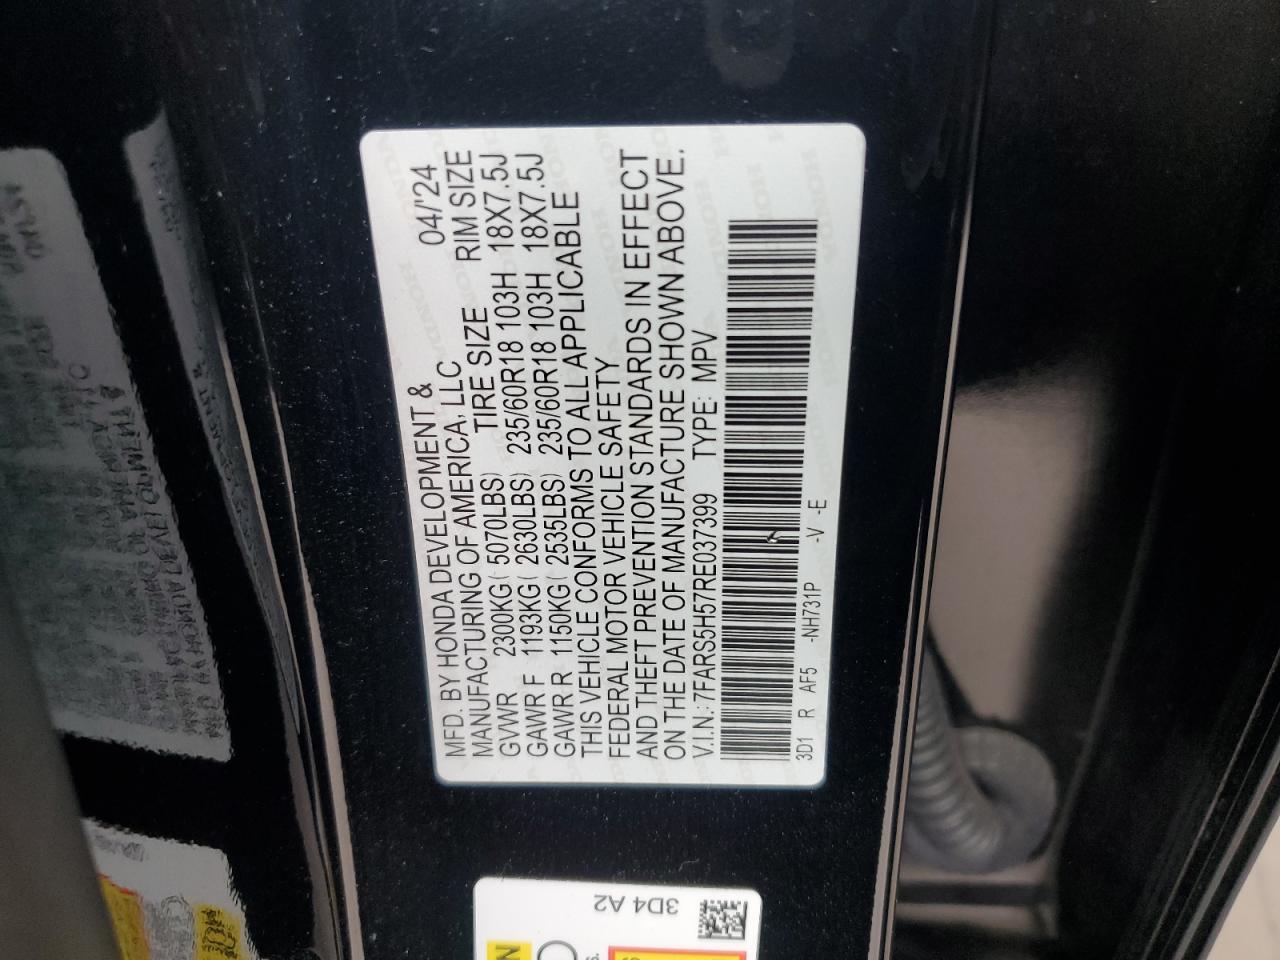 MFD. BY HONDA DEVELOPMENT & 04/'24
MANUFACTURING OF AMERICA, LLC TIRE SIZE RIM SIZE
GVWR 2300KG( 5070LBS)
GAWR F 1193KG( 2630LBS) 235/60R18 103H 18X7.5J
GAWR R 1150KG( 2535LBS) 235/60R18 103H 18X7.5J
THIS VEHICLE CONFORMS TO ALL APPLICABLE
FEDERAL MOTOR VEHICLE SAFETY
AND THEFT PREVENTION STANDARDS IN EFFECT
ON THE DATE OF MANUFACTURE SHOWN ABOVE.
V.I.N.: 7FARS5H57RE037399 TYPE: MPV
3D1 R AF5 -NH731P -V -E
3D4 A2